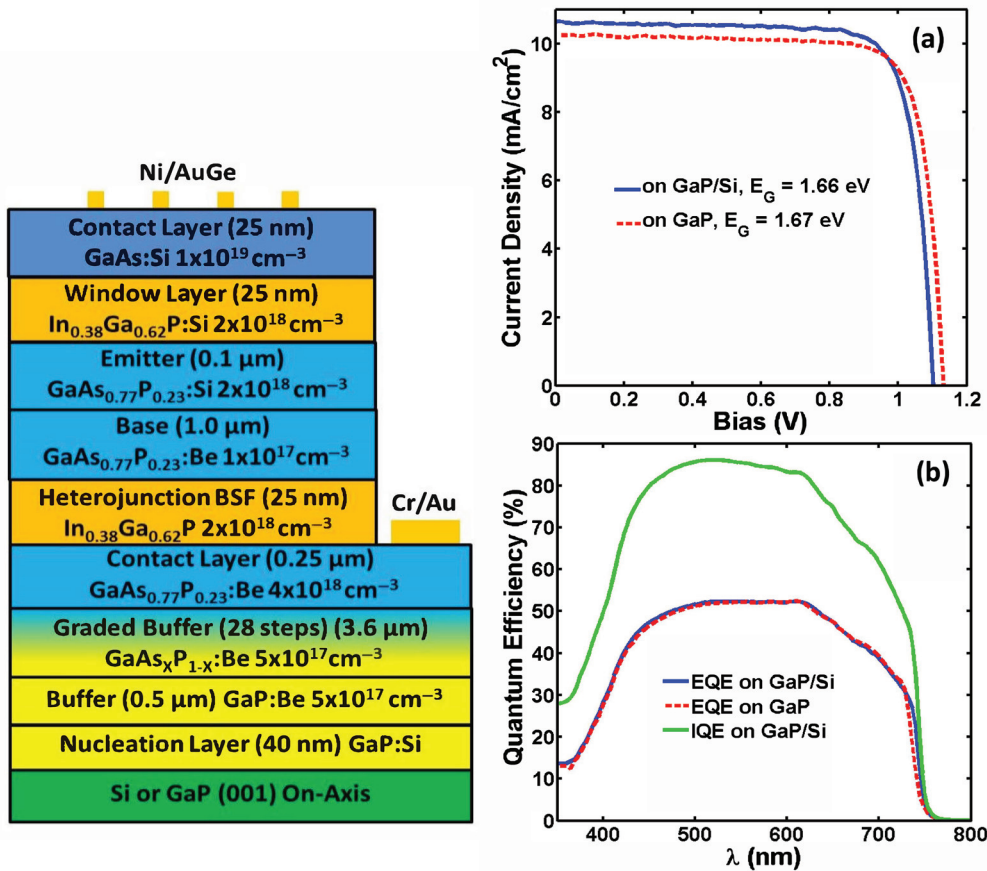 Ni/AuGe
Contact Layer (25 nm)
GaAs:Si 1x10¹⁹ cm⁻³
Window Layer (25 nm)
In₀.₃₈Ga₀.₆₂P:Si 2x10¹⁸ cm⁻³
Emitter (0.1 μm)
GaAs₀.₇₇P₀.₂₃:Si 2x10¹⁸ cm⁻³
Base (1.0 μm)
GaAs₀.₇₇P₀.₂₃:Be 1x10¹⁷ cm⁻³
Heterojunction BSF (25 nm)
In₀.₃₈Ga₀.₆₂P 2x10¹⁸ cm⁻³
Cr/Au
Contact Layer (0.25 μm)
GaAs₀.₇₇P₀.₂₃:Be 4x10¹⁸ cm⁻³
Graded Buffer (28 steps) (3.6 μm)
GaAsₓP₁₋ₓ:Be 5x10¹⁷ cm⁻³
Buffer (0.5 μm) GaP:Be 5x10¹⁷ cm⁻³
Nucleation Layer (40 nm) GaP:Si
Si or GaP (001) On-Axis
(a)
Current Density (mA/cm²)
10
8
6
4
2
0
on GaP/Si, E_G = 1.66 eV
on GaP, E_G = 1.67 eV
0 0.2 0.4 0.6 0.8 1 1.2
Bias (V)
(b)
Quantum Efficiency (%)
90
80
70
60
50
40
30
20
10
0
EQE on GaP/Si
EQE on GaP
IQE on GaP/Si
400 500 600 700 800
λ (nm)